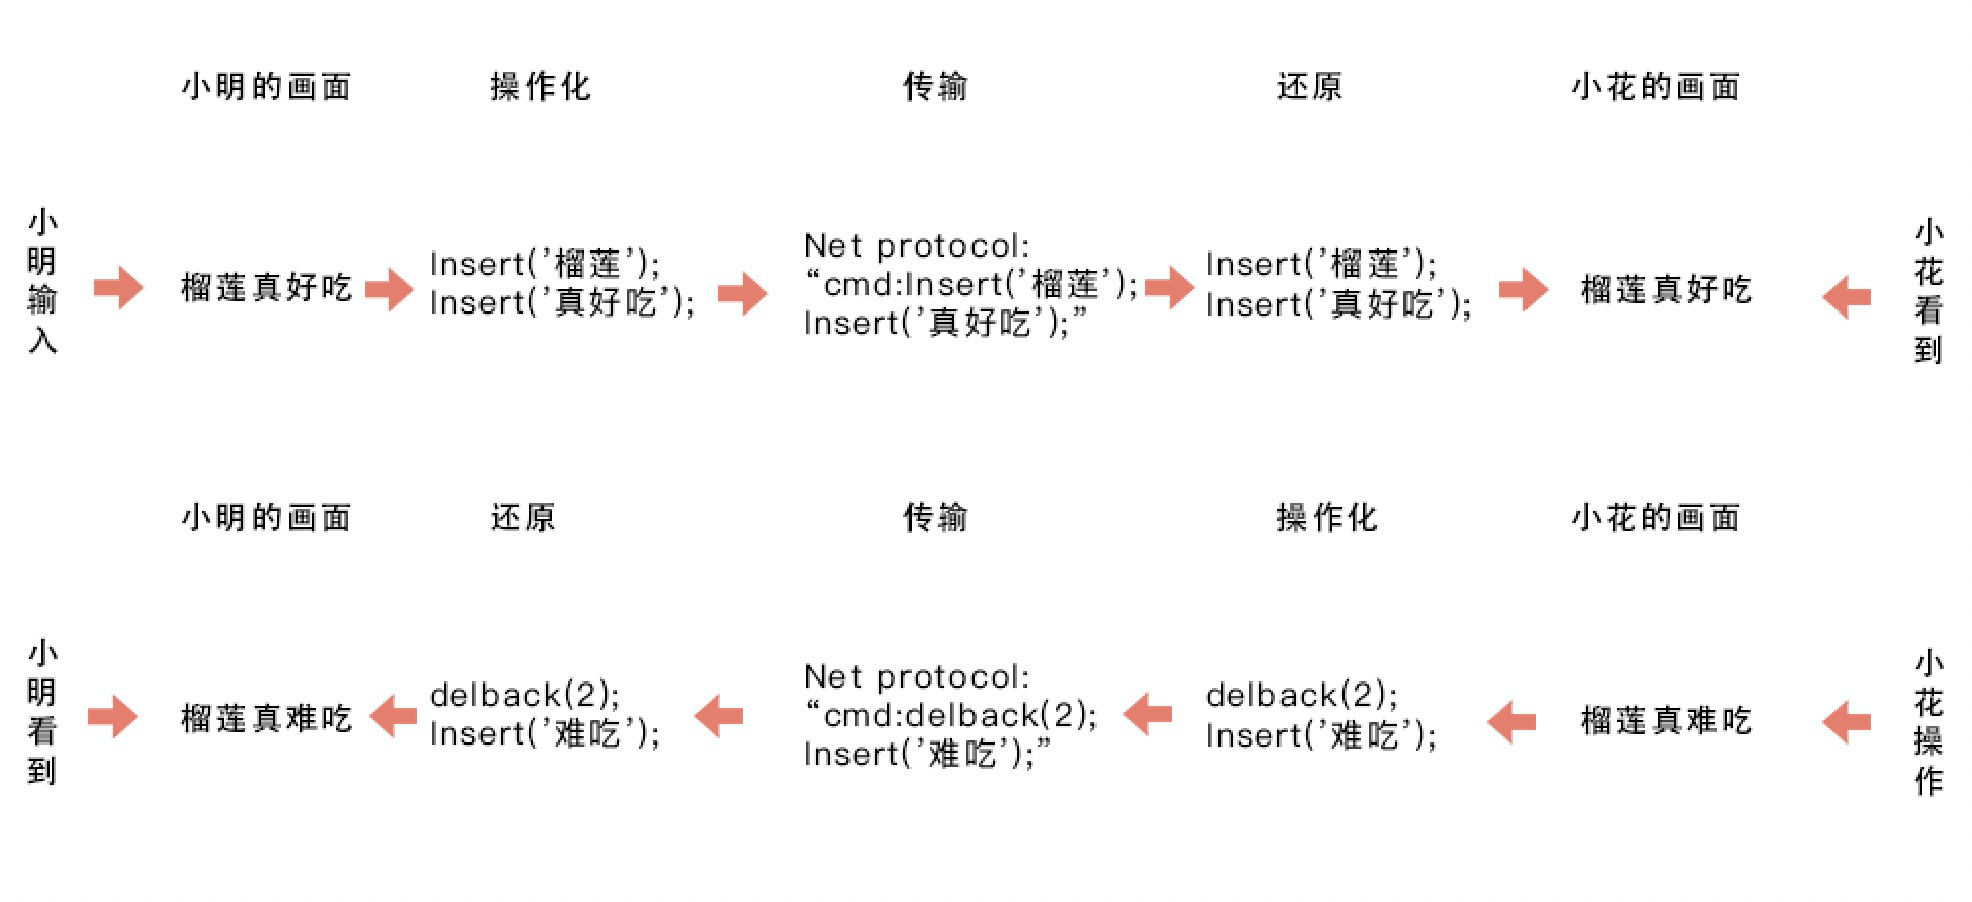 小明的画面 操作化 传输 还原 小花的画面
小明输入
榴莲真好吃
Insert(’榴莲’);
Insert(’真好吃’);
Net protocol:
“cmd:Insert(’榴莲’);
Insert(’真好吃’);”
Insert(’榴莲’);
Insert(’真好吃’);
榴莲真好吃
小花看到
小明的画面 还原 传输 操作化 小花的画面
小明看到
榴莲真难吃
delback(2);
Insert(’难吃’);
Net protocol:
“cmd:delback(2);
Insert(’难吃’);”
delback(2);
Insert(’难吃’);
榴莲真难吃
小花操作